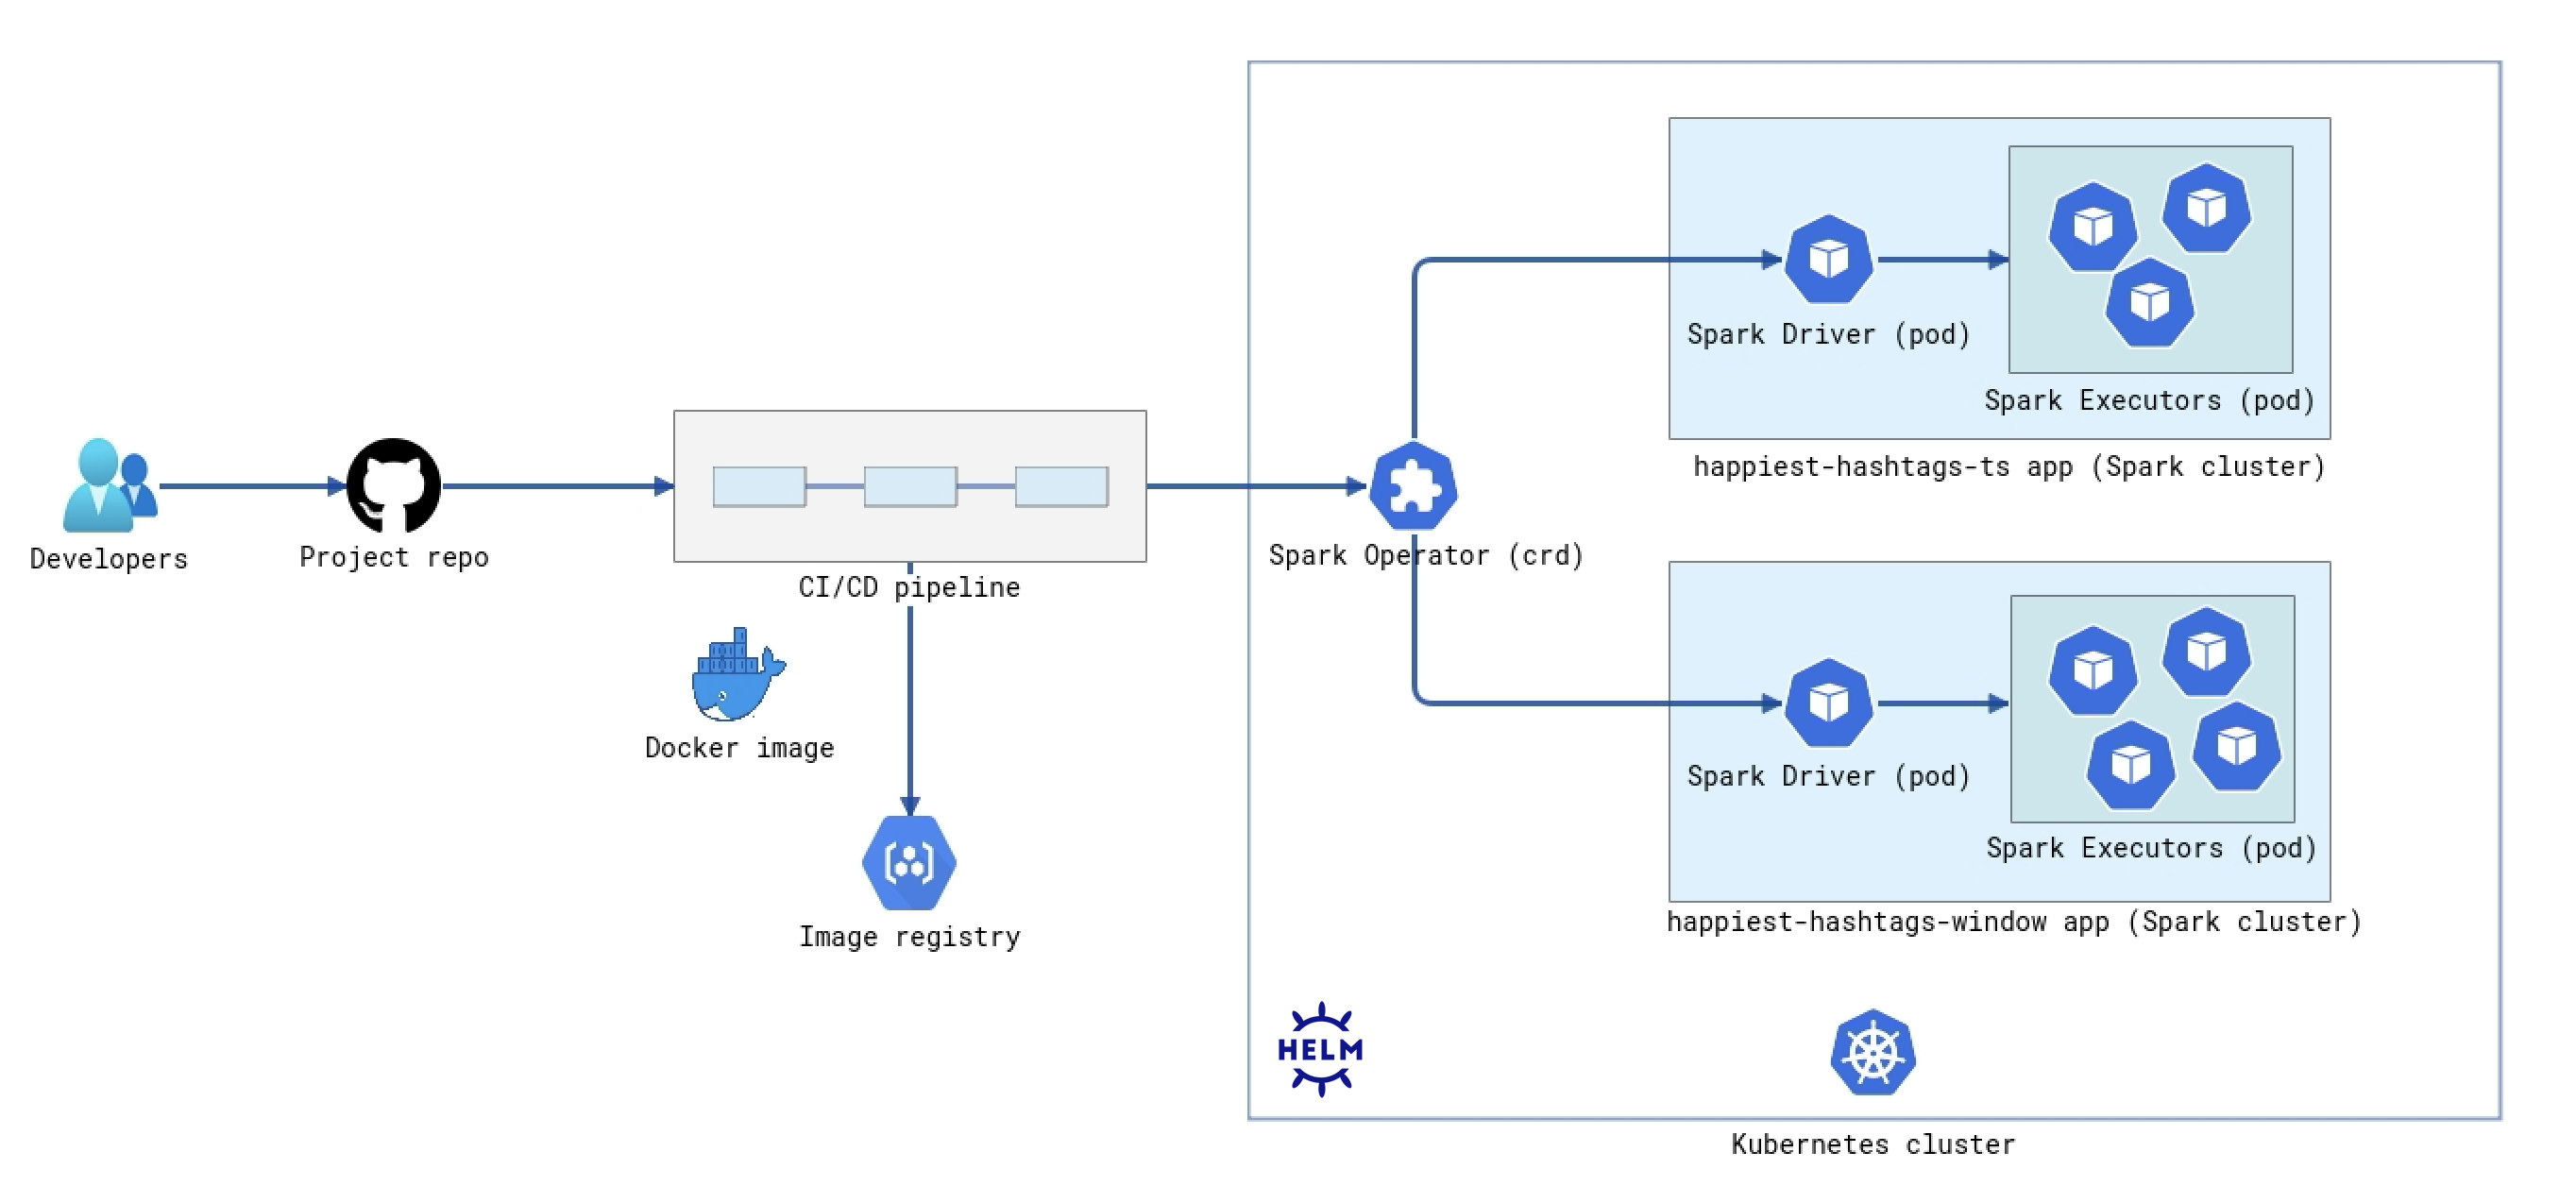 Developers
Project repo
CI/CD pipeline
Docker image
Image registry
Spark Operator (crd)
Spark Driver (pod)
Spark Executors (pod)
happiest-hashtags-ts app (Spark cluster)
Spark Driver (pod)
Spark Executors (pod)
happiest-hashtags-window app (Spark cluster)
HELM
Kubernetes cluster